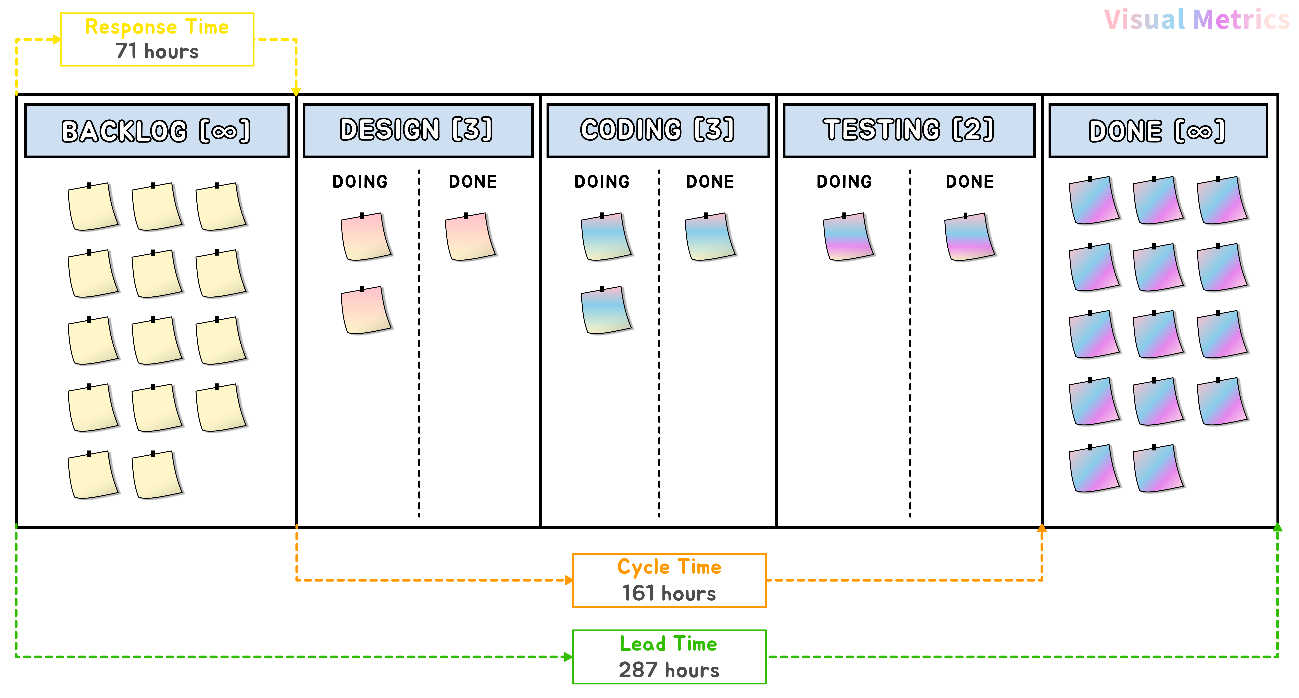 Visual Metrics
Response Time
71 hours
BACKLOG [∞]
DESIGN [3]
CODING [3]
TESTING [2]
DONE [∞]
DOING
DONE
DOING
DONE
DOING
DONE
Cycle Time
161 hours
Lead Time
287 hours